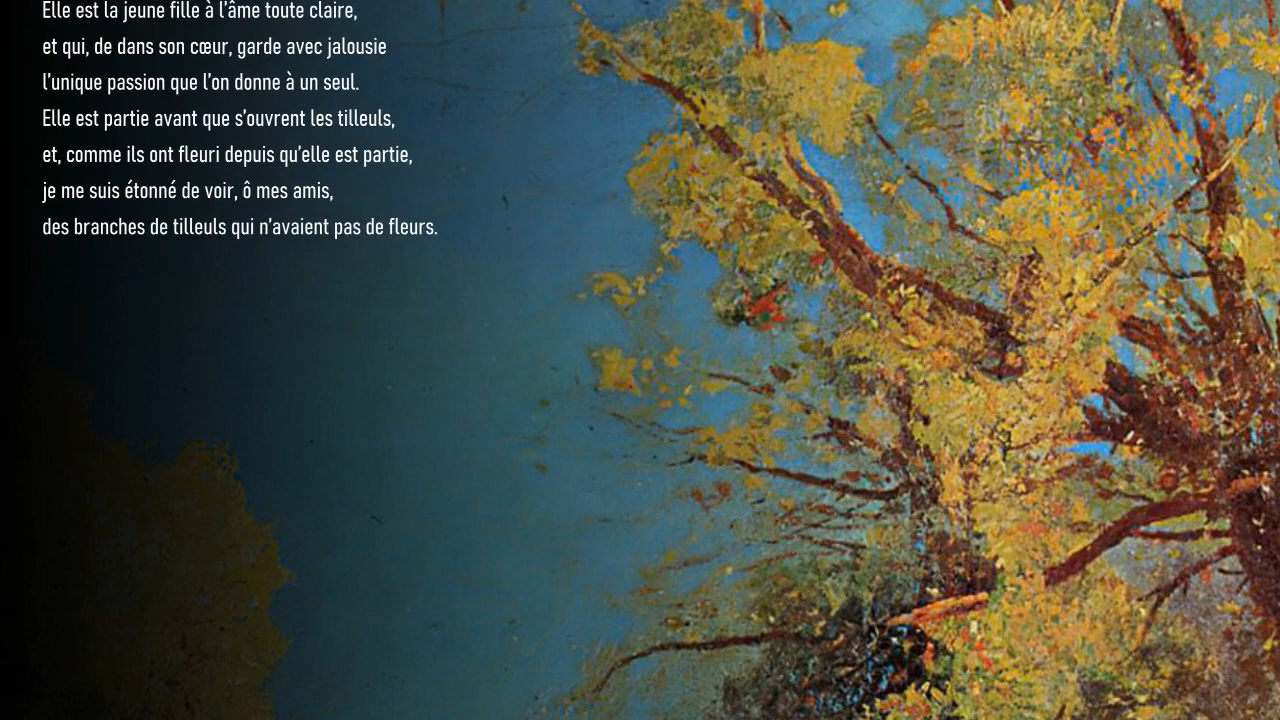 Elle est la jeune fille à l’âme toute claire,
et qui, de dans son cœur, garde avec jalousie
l’unique passion que l’on donne à un seul.
Elle est partie avant que s’ouvrent les tilleuls,
et, comme ils ont fleuri depuis qu’elle est partie,
je me suis étonné de voir, ô mes amis,
des branches de tilleuls qui n’avaient pas de fleurs.